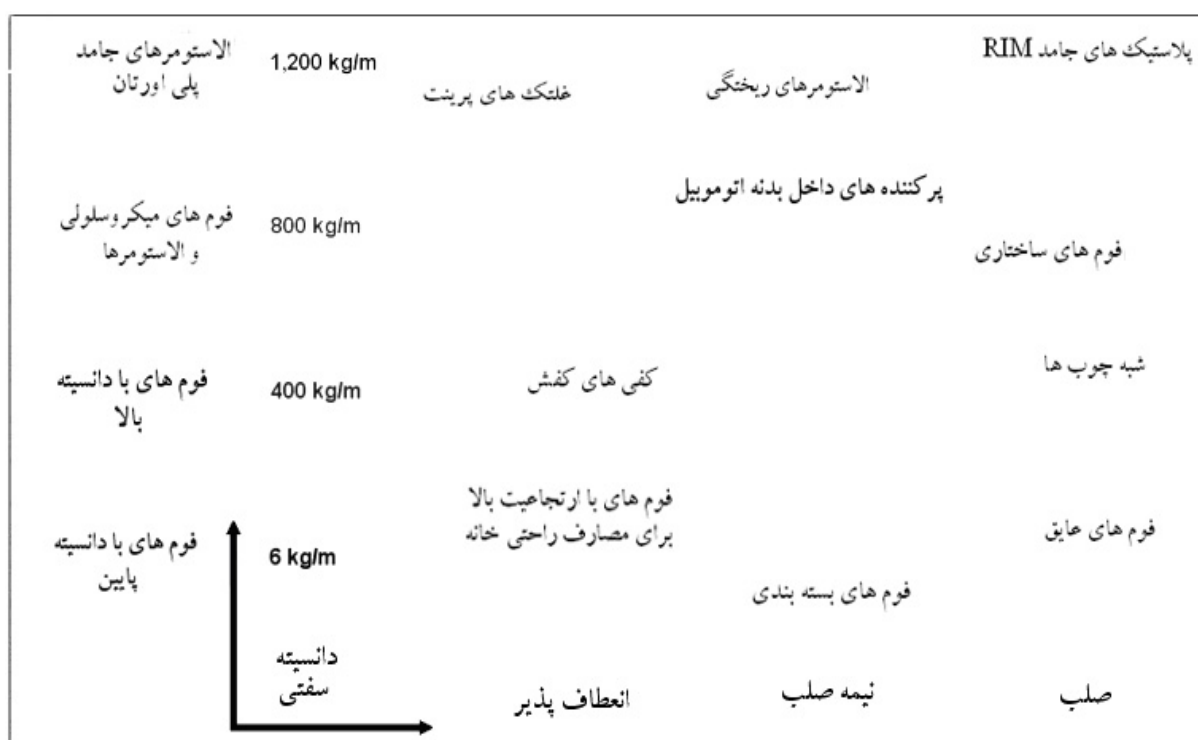 الاستومرهای جامد
پلی اورتان
1,200 kg/m
غلتک های پرینت
الاستومرهای ریختگی
پلاستیک های جامد RIM
پرکننده های داخل بدنه اتوموبیل
فوم های میکروسلولی
و الاستومرها
800 kg/m
فوم های ساختاری
فوم های با دانسیته
بالا
400 kg/m
کفی های کفش
شبه چوب ها
فوم های با دانسیته
پایین
6 kg/m
فوم های با ارتجاعیت بالا
برای مصارف راحتی خانه
فوم های بسته بندی
فوم های عایق
دانسیته
سفتی
انعطاف پذیر
نیمه صلب
صلب